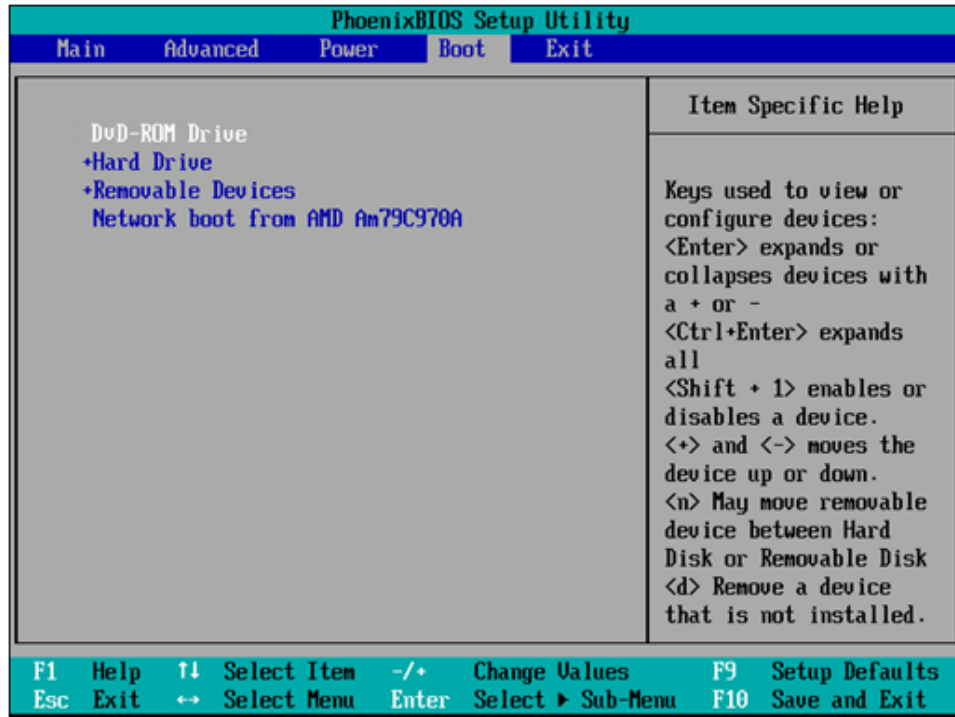 PhoenixBIOS Setup Utility
Main Advanced Power Boot Exit
DvD-ROM Drive
+Hard Drive
+Removable Devices
Network boot from AMD Am79C970A
Item Specific Help
Keys used to view or
configure devices:
<Enter> expands or
collapses devices with
a + or -
<Ctrl+Enter> expands
all
<Shift + 1> enables or
disables a device.
<+> and <-> moves the
device up or down.
<n> May move removable
device between Hard
Disk or Removable Disk
<d> Remove a device
that is not installed.
F1 Help ↑↓ Select Item -/+ Change Values F9 Setup Defaults
Esc Exit ↔ Select Menu Enter Select ▶ Sub-Menu F10 Save and Exit